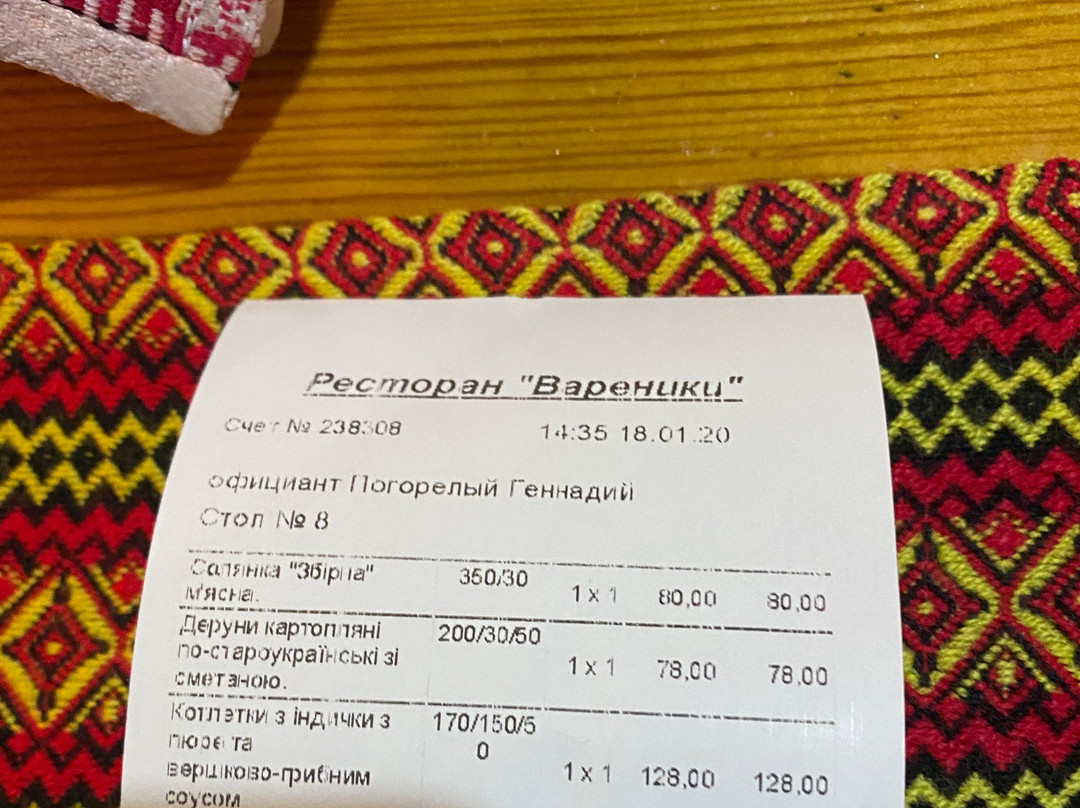 Ресторан "Вареники"
Счет № 238308 14:35 18.01.20
официант Погорелый Геннадий
Стол № 8
Солянка "Збірна" 350/30
м'ясна. 1 x 1 80,00 80,00
Деруни картопляні 200/30/50
по-староукраїнські зі 1 x 1 78,00 78,00
сметаною.
Котлэтки з індички з 170/150/5
пюре та 0
вершково-грибним 1 x 1 128,00 128,00
соусом